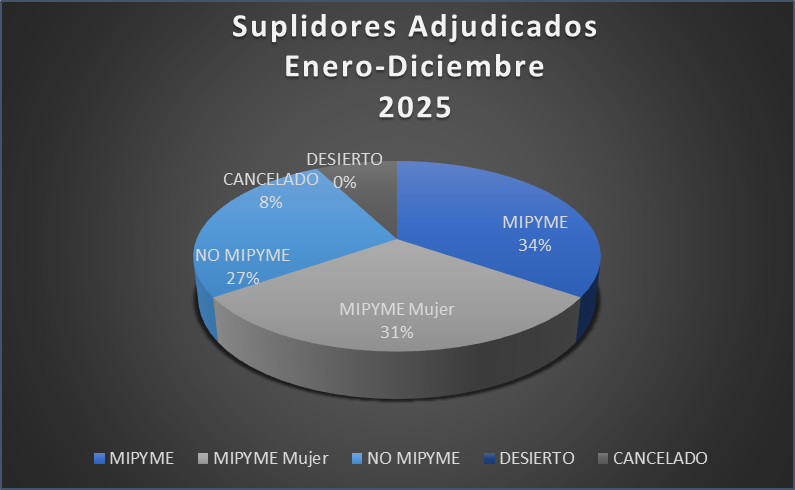 Suplidores Adjudicados
Enero-Diciembre
2025
DESIERTO
0%
CANCELADO
8%
MIPYME
34%
NO MIPYME
27%
MIPYME Mujer
31%
MIPYME MIPYME Mujer NO MIPYME DESIERTO CANCELADO